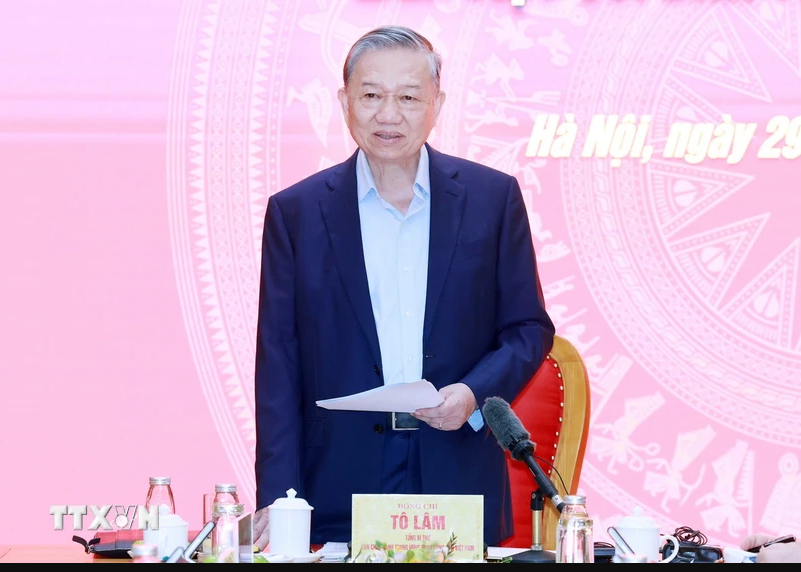 Hà Nội, ngày 29
TTXVN
ĐỒNG CHÍ
TÔ LÂM
TỔNG BÍ THƯ